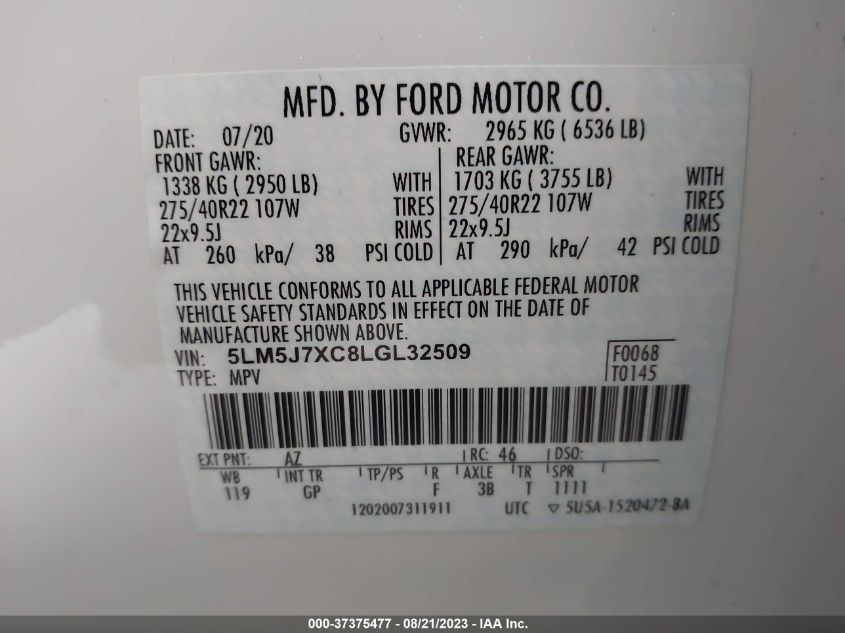 MFD. BY FORD MOTOR CO.
DATE: 07/20 GVWR: 2965 KG ( 6536 LB)
FRONT GAWR: REAR GAWR:
1338 KG ( 2950 LB) WITH 1703 KG ( 3755 LB) WITH
275/40R22 107W TIRES 275/40R22 107W TIRES
22x9.5J RIMS 22x9.5J RIMS
AT 260 kPa/ 38 PSI COLD AT 290 kPa/ 42 PSI COLD
THIS VEHICLE CONFORMS TO ALL APPLICABLE FEDERAL MOTOR
VEHICLE SAFETY STANDARDS IN EFFECT ON THE DATE OF
MANUFACTURE SHOWN ABOVE.
VIN: 5LM5J7XC8LGL32509 F0068
TYPE: MPV T0145
EXT PNT: AZ RC: 46 DSO:
WB INT TR TP/PS R AXLE TR SPR
119 GP F 3B T 1111
1202007311911 UTC ▽ 5U5A-1520472-BA
000-37375477 - 08/21/2023 - IAA Inc.